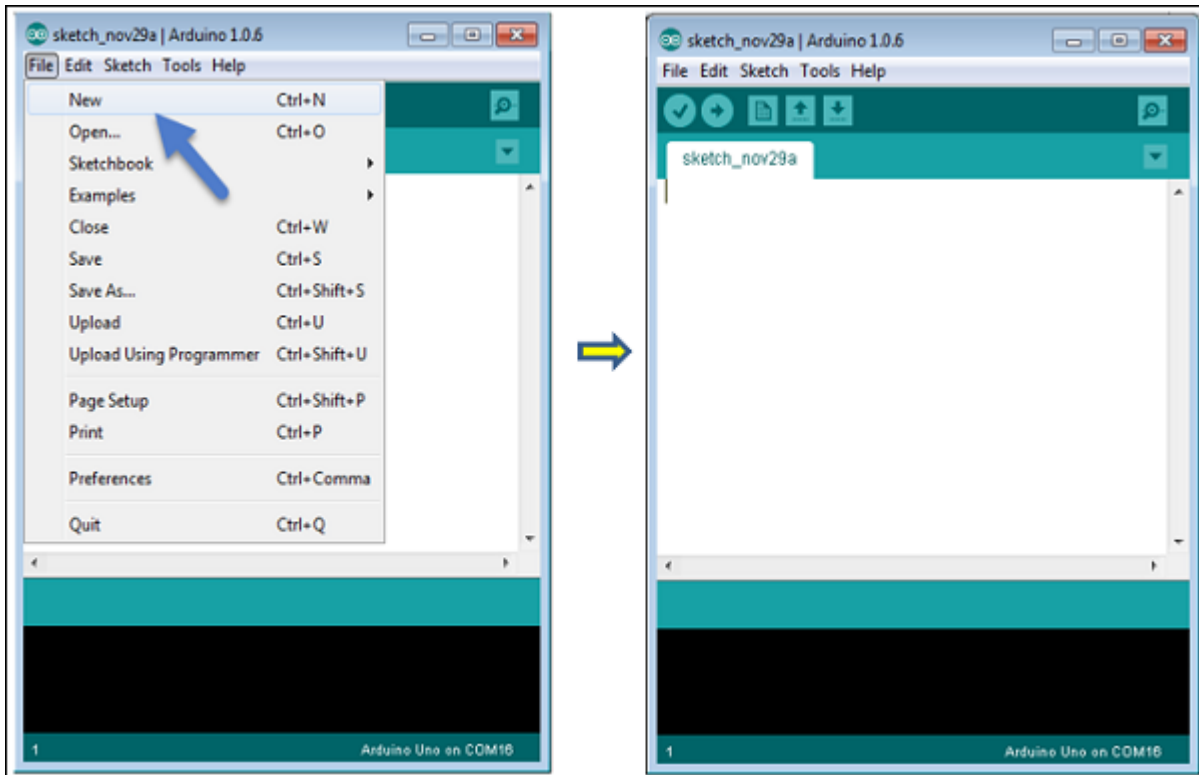 sketch_nov29a | Arduino 1.0.6
File Edit Sketch Tools Help
New Ctrl+N
Open... Ctrl+O
Sketchbook
Examples
Close Ctrl+W
Save Ctrl+S
Save As... Ctrl+Shift+S
Upload Ctrl+U
Upload Using Programmer Ctrl+Shift+U
Page Setup Ctrl+Shift+P
Print Ctrl+P
Preferences Ctrl+Comma
Quit Ctrl+Q
1 Arduino Uno on COM16
sketch_nov29a | Arduino 1.0.6
File Edit Sketch Tools Help
sketch_nov29a
1 Arduino Uno on COM16